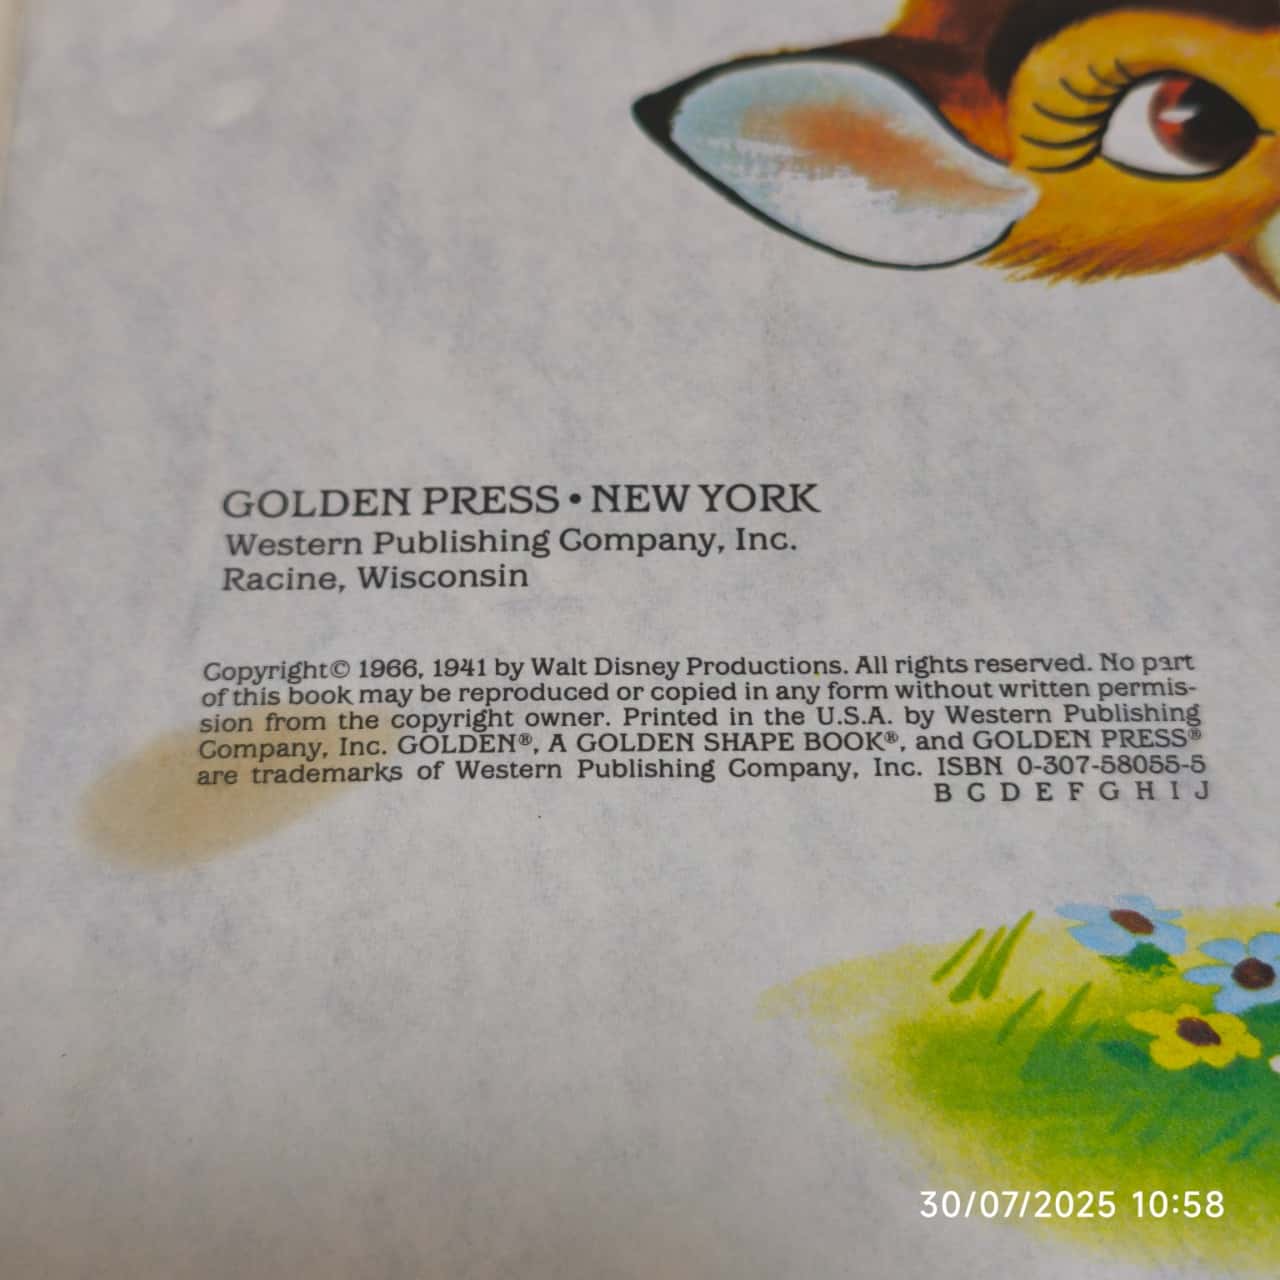 GOLDEN PRESS • NEW YORK
Western Publishing Company, Inc.
Racine, Wisconsin
Copyright© 1966, 1941 by Walt Disney Productions. All rights reserved. No part
of this book may be reproduced or copied in any form without written permis-
sion from the copyright owner. Printed in the U.S.A. by Western Publishing
Company, Inc. GOLDEN®, A GOLDEN SHAPE BOOK®, and GOLDEN PRESS®
are trademarks of Western Publishing Company, Inc. ISBN 0-307-58055-5
B C D E F G H I J
30/07/2025 10:58